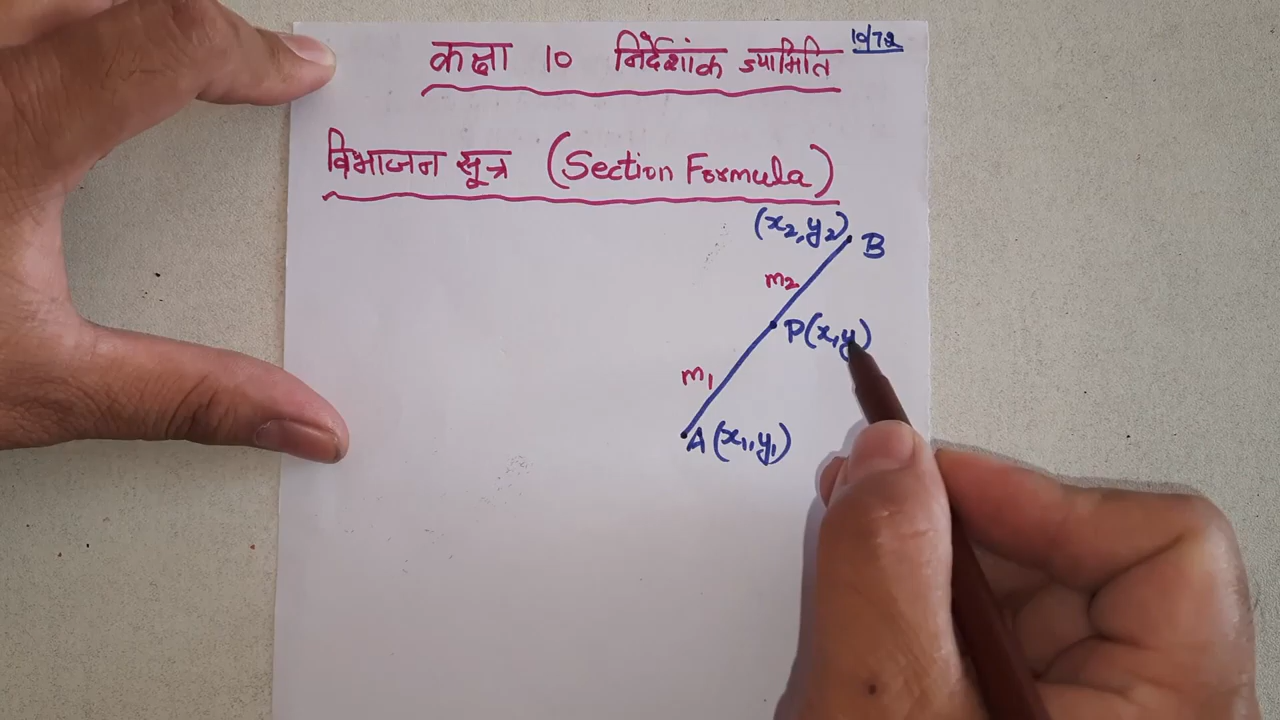 कक्षा 10 निर्देशांक ज्यामिति
विभाजन सूत्र (Section Formula)
(x₂,y₂) B
m₂
P(x,y)
m₁
A(x₁,y₁)